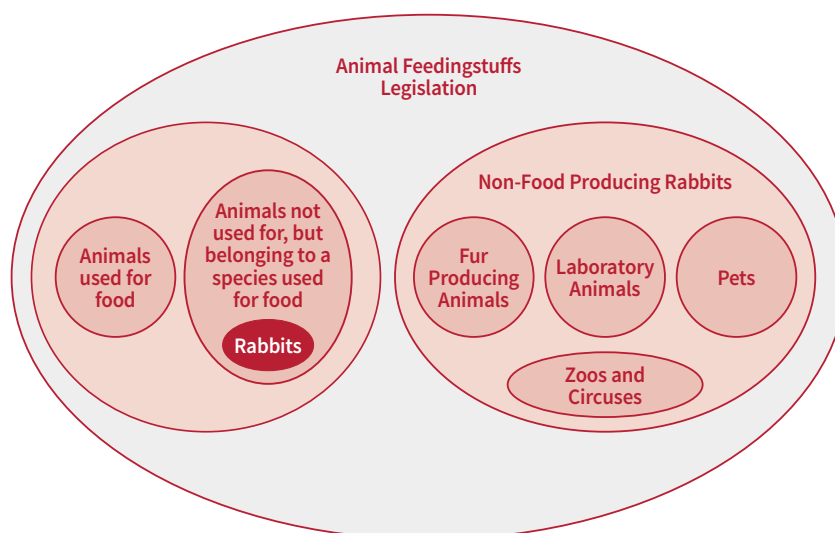 Animal Feedingstuffs
Legislation
Animals
used for
food
Animals not
used for, but
belonging to a
species used
for food
Rabbits
Non-Food Producing Rabbits
Fur
Producing
Animals
Laboratory
Animals
Pets
Zoos and
Circuses